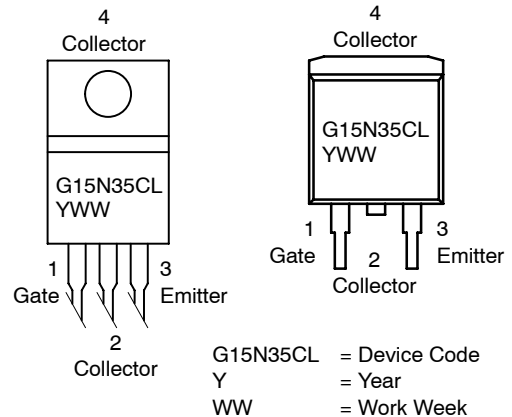 4
Collector
G15N35CL
YWW
1
Gate
3
Emitter
2
Collector
4
Collector
G15N35CL
YWW
1
Gate
3
Emitter
2
Collector
G15N35CL = Device Code
Y = Year
WW = Work Week